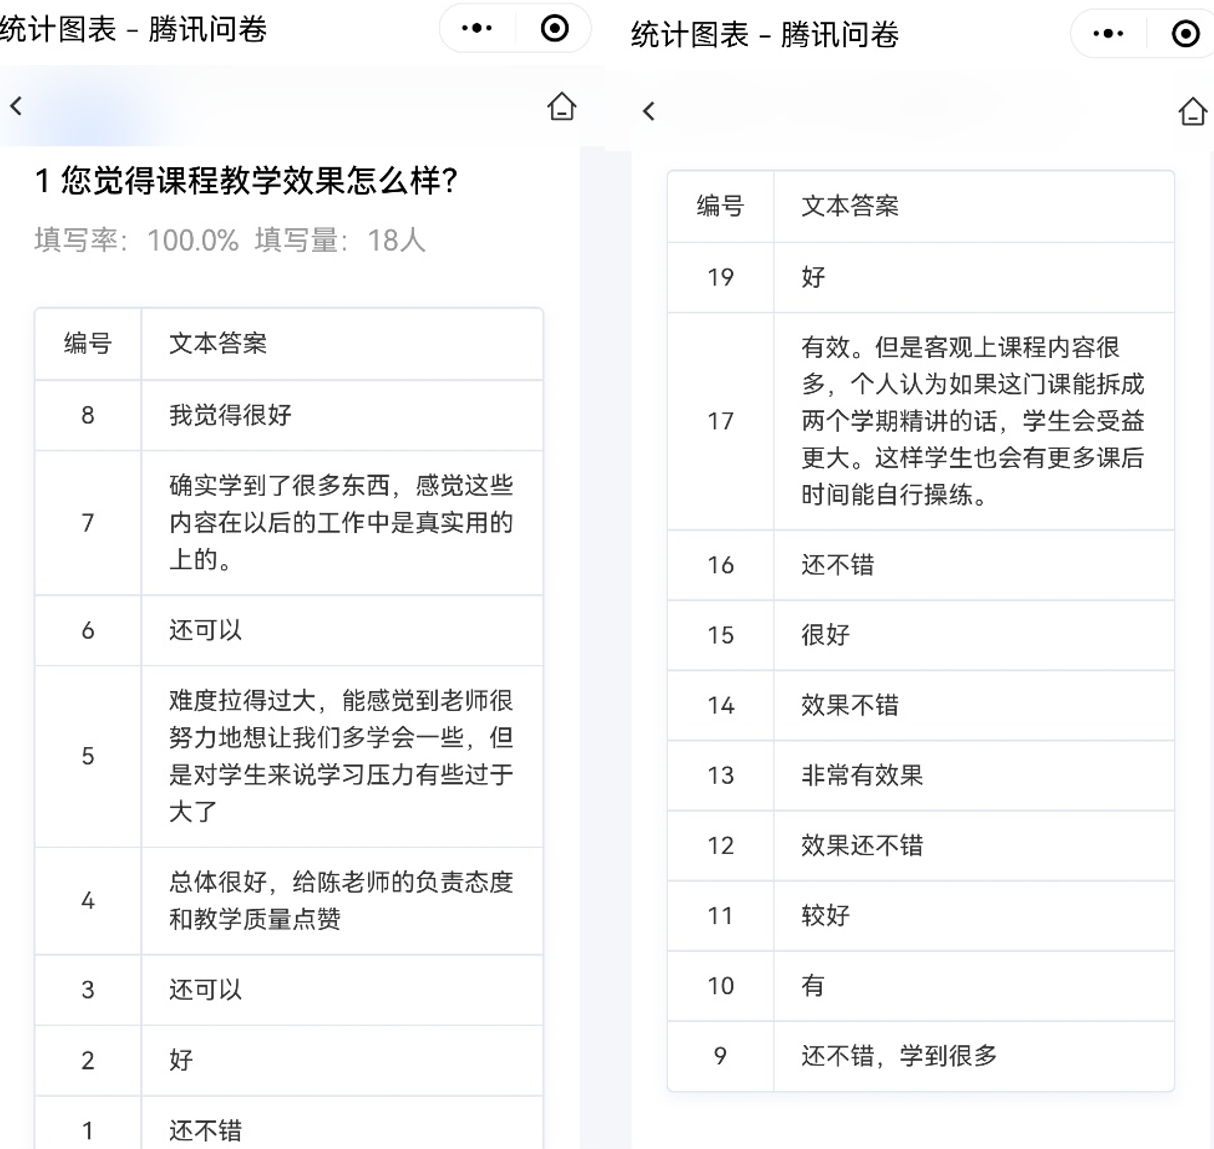 统计图表 - 腾讯问卷
1 您觉得课程教学效果怎么样?
填写率: 100.0% 填写量: 18人
编号 文本答案
8 我觉得很好
7 确实学到了很多东西，感觉这些
内容在以后的工作中是真实用的
上的。
6 还可以
5 难度拉得过大，能感觉到老师很
努力地想让我们多学会一些，但
是对学生来说学习压力有些过于
大了
4 总体很好，给陈老师的负责态度
和教学质量点赞
3 还可以
2 好
1 还不错
统计图表 - 腾讯问卷
编号 文本答案
19 好
17 有效。但是客观上课程内容很
多，个人认为如果这门课能拆成
两个学期精讲的话，学生会受益
更大。这样学生也会有更多课后
时间能自行操练。
16 还不错
15 很好
14 效果不错
13 非常有效果
12 效果还不错
11 较好
10 有
9 还不错，学到很多